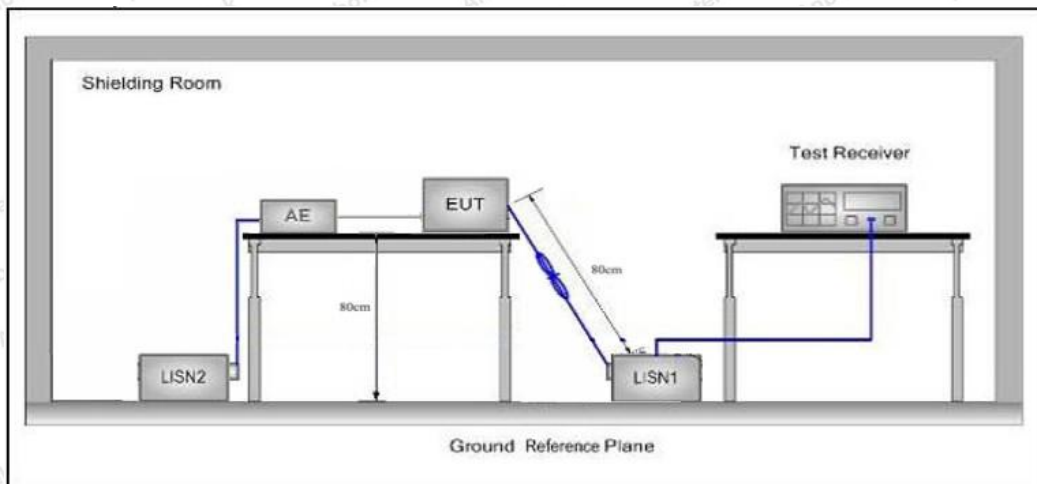 Shielding Room
Test Receiver
AE
EUT
80cm
80cm
LISN2
LISN1
Ground Reference Plane